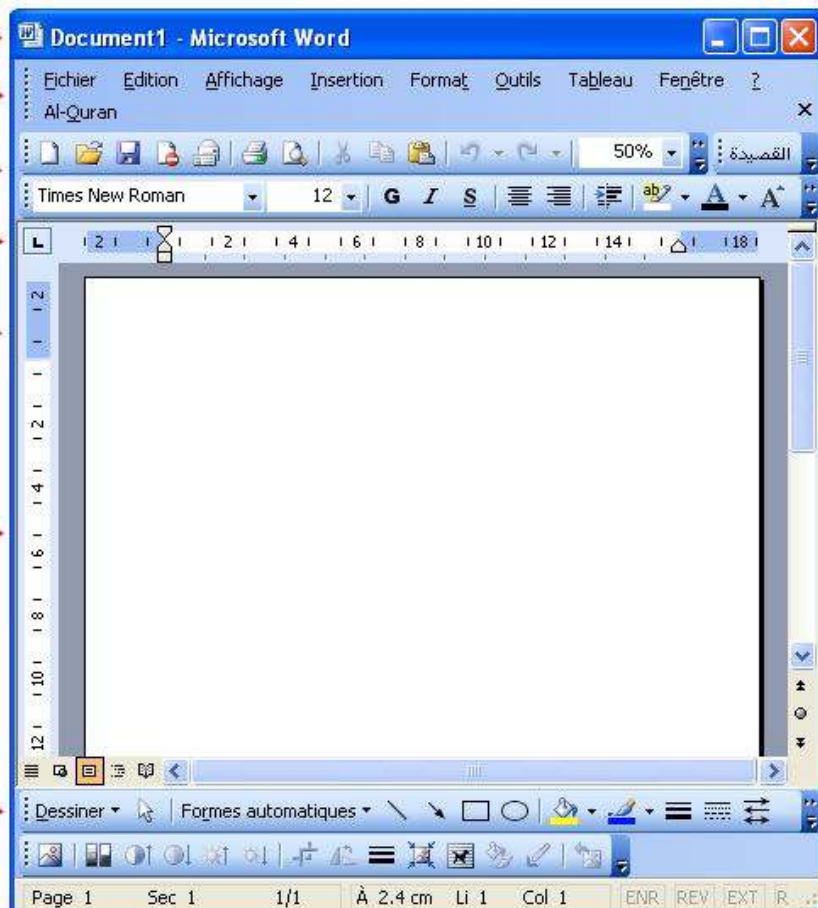 Document1 - Microsoft Word
Fichier Edition Affichage Insertion Format Outils Tableau Fenêtre ?
Al-Quran
50% القصيدة
Times New Roman 12 G I S ab A A
L 2 2 4 6 8 10 12 14 18
2
2
4
6
8
10
12
Dessiner Formes automatiques
Page 1 Sec 1 1/1 À 2.4 cm Li 1 Col 1 ENR REV EXT R